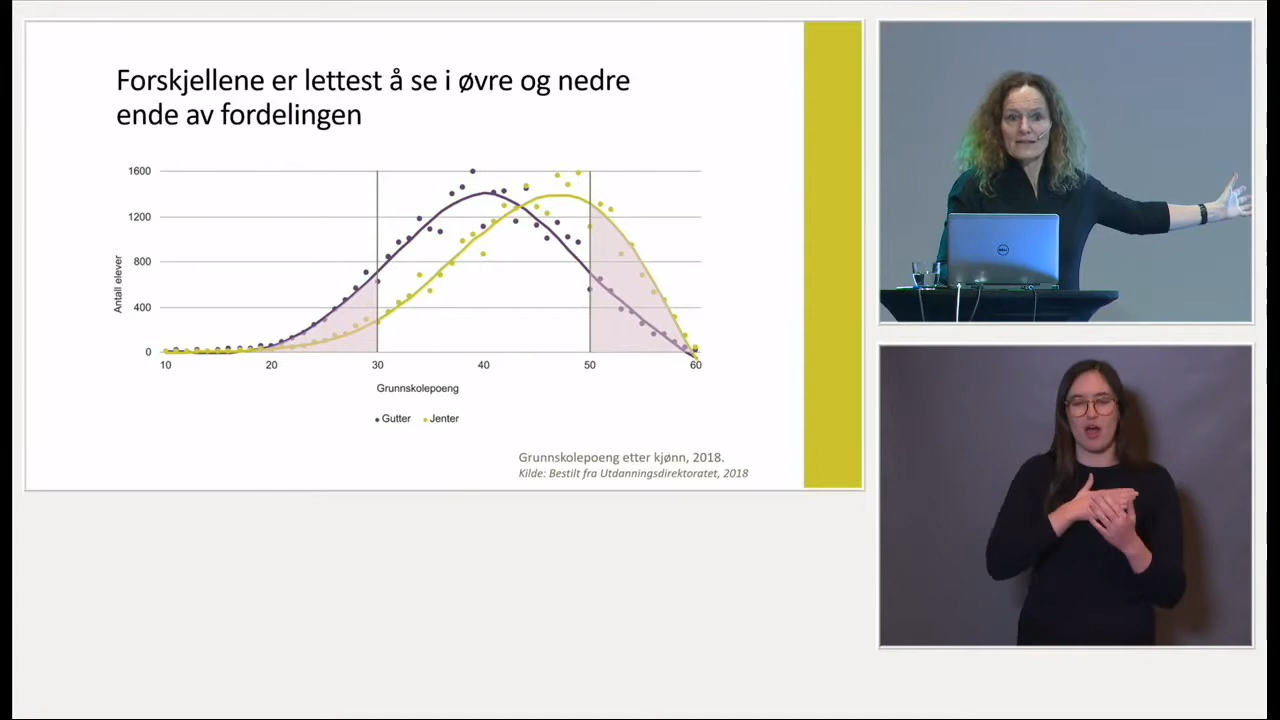 Forskjellene er lettest å se i øvre og nedre
ende av fordelingen
1600
1200
800
400
0
Antall elever
10 20 30 40 50 60
Grunnskolepoeng
Gutter Jenter
Grunnskolepoeng etter kjønn, 2018.
Kilde: Bestilt fra Utdanningsdirektoratet, 2018
DELL